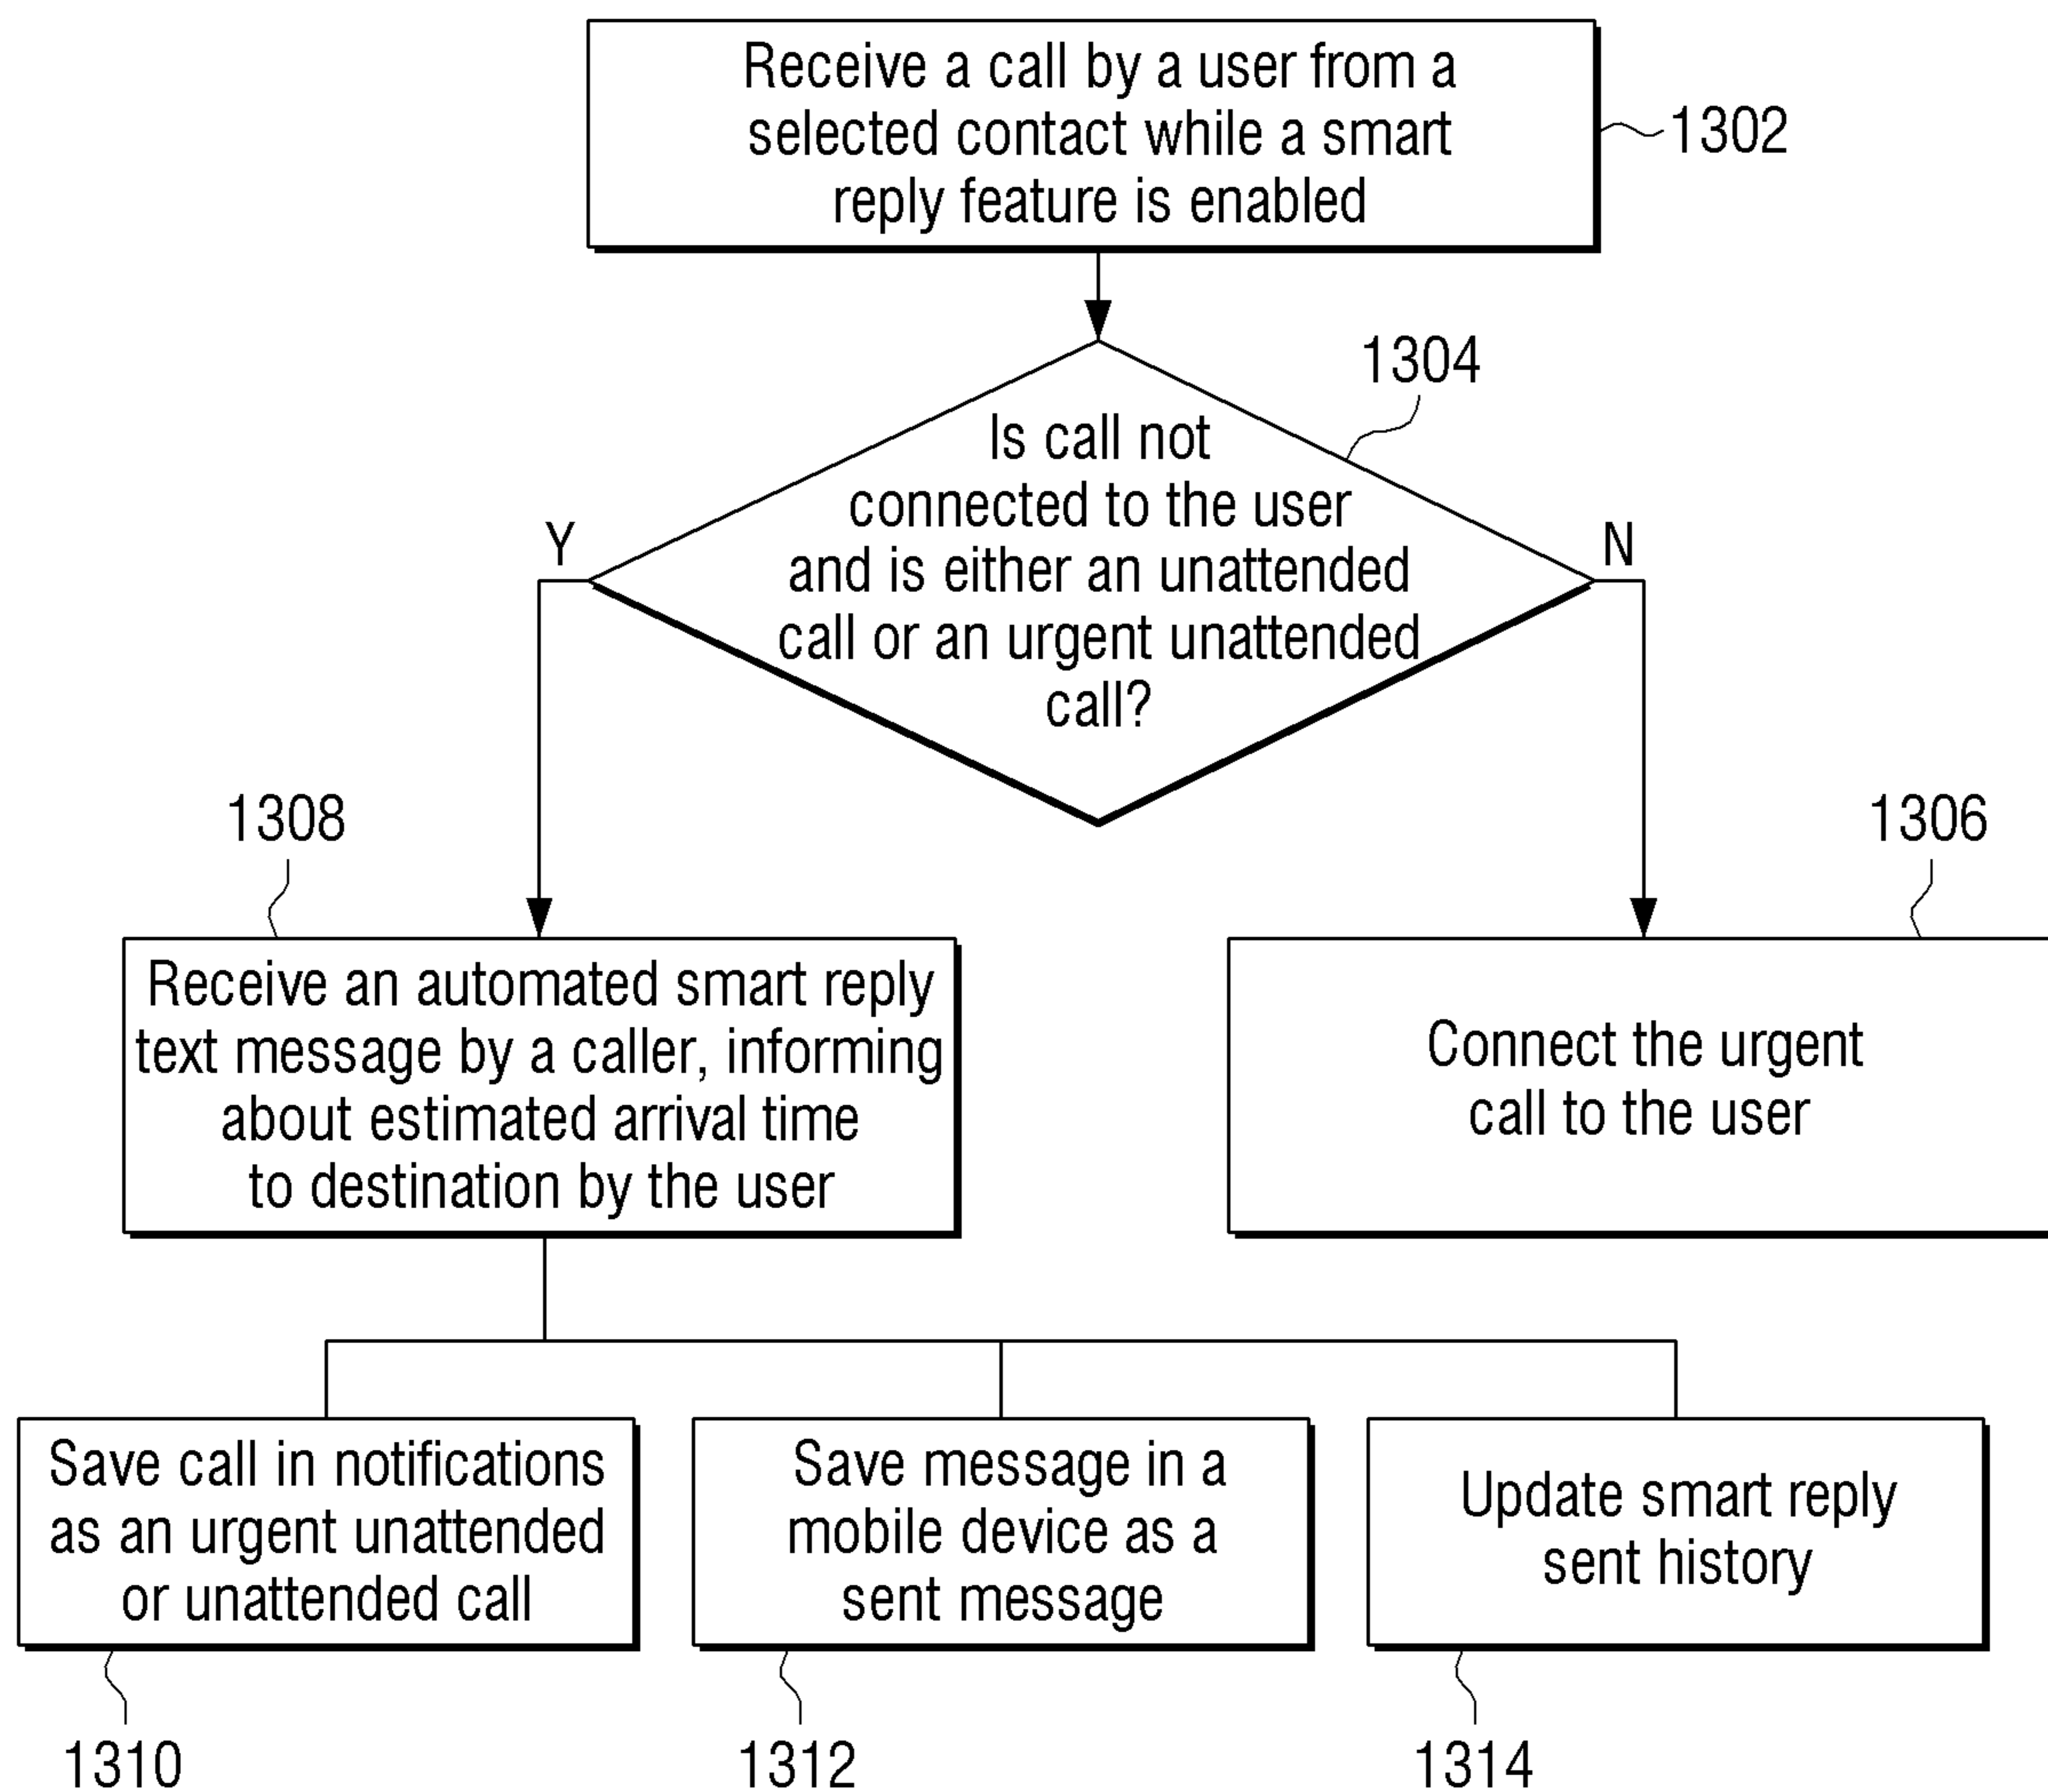 Receive a call by a user from a
selected contact while a smart
reply feature is enabled
1302
1304
Is call not
connected to the user
and is either an unattended
call or an urgent unattended
call?
Y
N
1308
1306
Receive an automated smart reply
text message by a caller, informing
about estimated arrival time
to destination by the user
Connect the urgent
call to the user
Save call in notifications
as an urgent unattended
or unattended call
Save message in a
mobile device as a
sent message
Update smart reply
sent history
1310
1312
1314